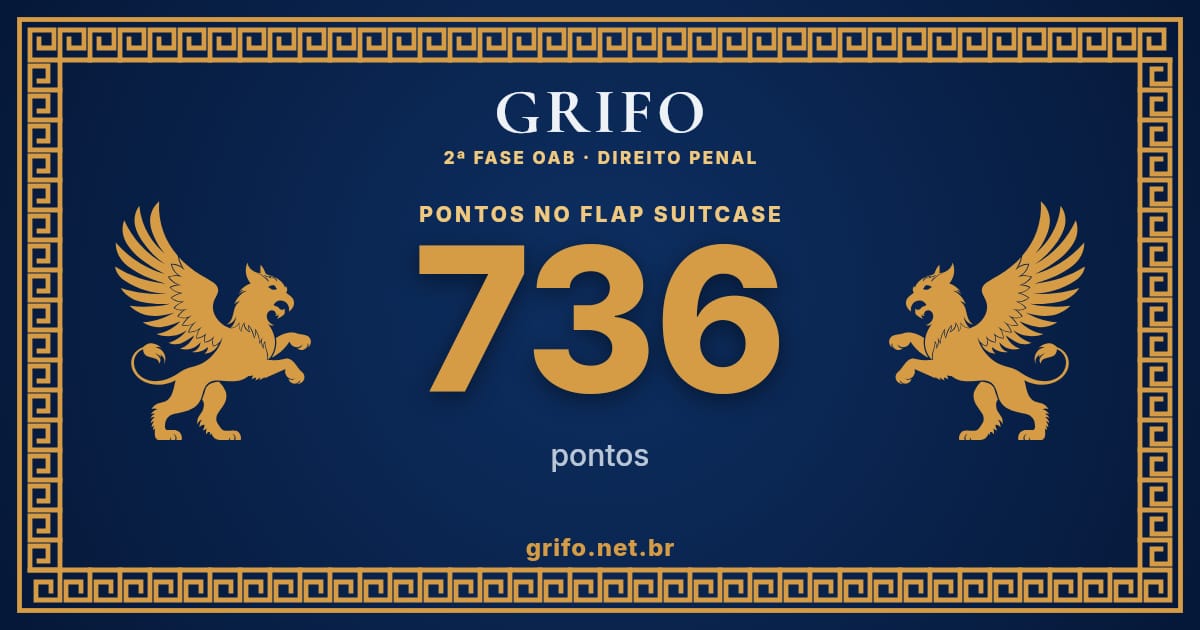 GRIFO
2ª FASE OAB · DIREITO PENAL
PONTOS NO FLAP SUITCASE
736
pontos
grifo.net.br